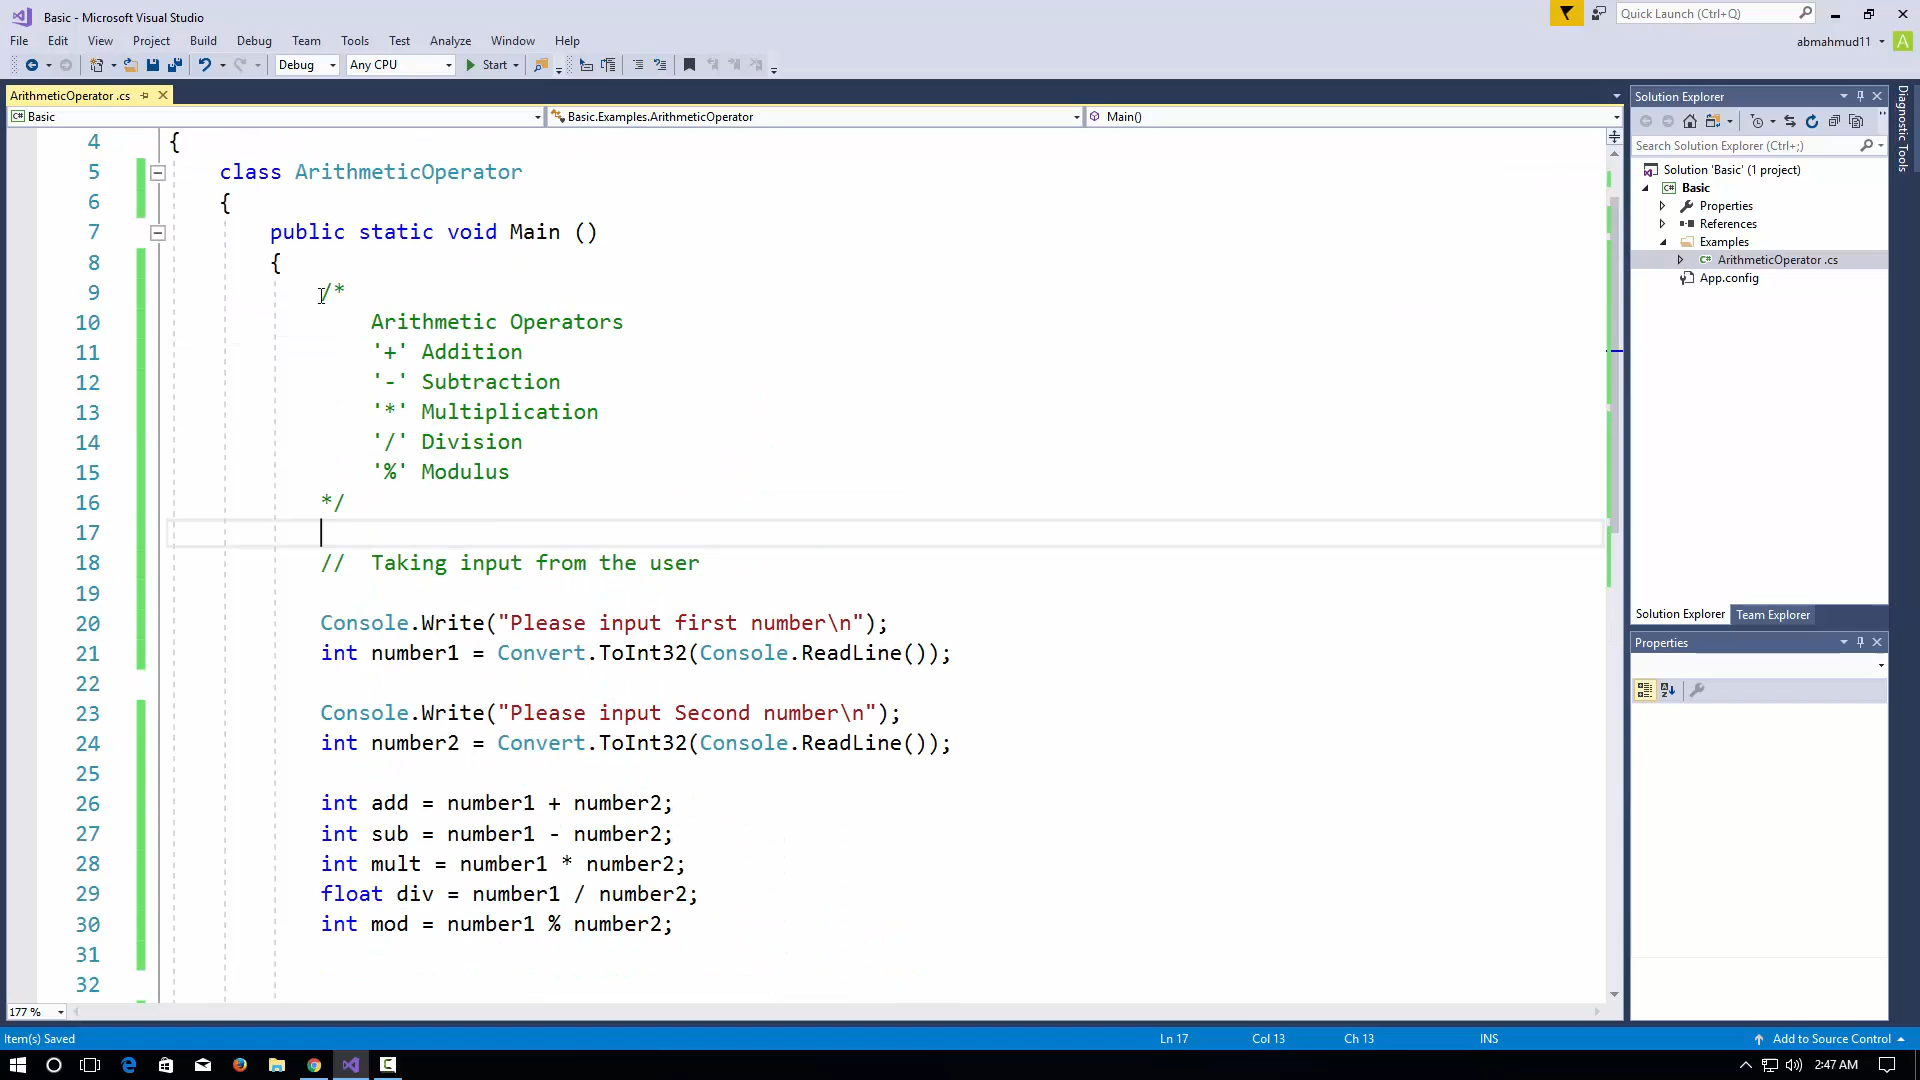 Basic - Microsoft Visual Studio
Quick Launch (Ctrl+Q)
File Edit View Project Build Debug Team Tools Test Analyze Window Help
abmahmud11 A
Debug Any CPU Start
ArithmeticOperator .cs
Basic Basic.Examples.ArithmeticOperator Main()
4 {
5 class ArithmeticOperator
6 {
7 public static void Main ()
8 {
9 /*
10 Arithmetic Operators
11 '+' Addition
12 '-' Subtraction
13 '*' Multiplication
14 '/' Division
15 '%' Modulus
16 */
17
18 // Taking input from the user
19
20 Console.Write("Please input first number\n");
21 int number1 = Convert.ToInt32(Console.ReadLine());
22
23 Console.Write("Please input Second number\n");
24 int number2 = Convert.ToInt32(Console.ReadLine());
25
26 int add = number1 + number2;
27 int sub = number1 - number2;
28 int mult = number1 * number2;
29 float div = number1 / number2;
30 int mod = number1 % number2;
31
32
177 %
Solution Explorer
Search Solution Explorer (Ctrl+;)
Solution 'Basic' (1 project)
C# Basic
Properties
References
Examples
C# ArithmeticOperator .cs
App.config
Solution Explorer Team Explorer
Properties
Diagnostic Tools
Item(s) Saved Ln 17 Col 13 Ch 13 INS Add to Source Control
2:47 AM